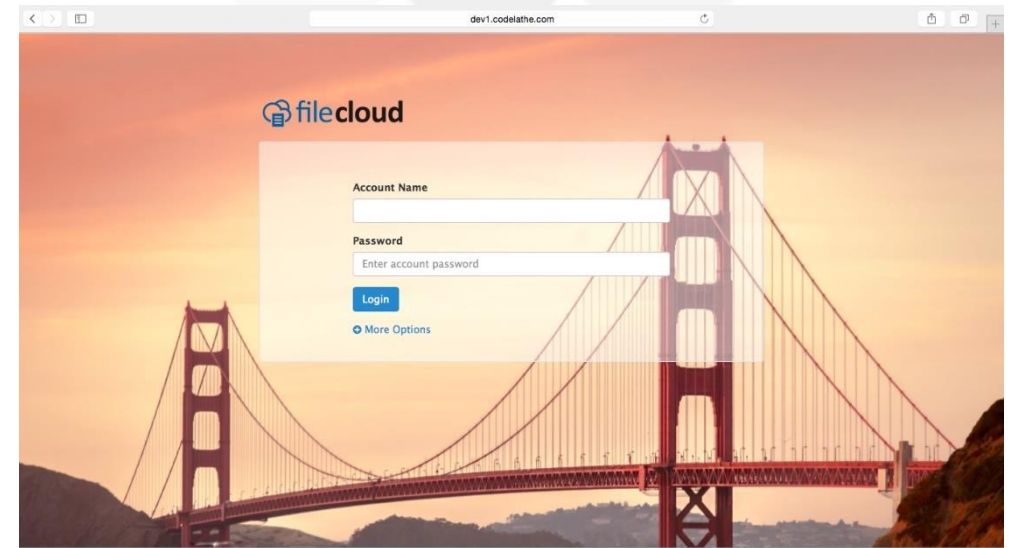 dev1.codelathe.com
filecloud
Account Name
Password
Enter account password
Login
More Options